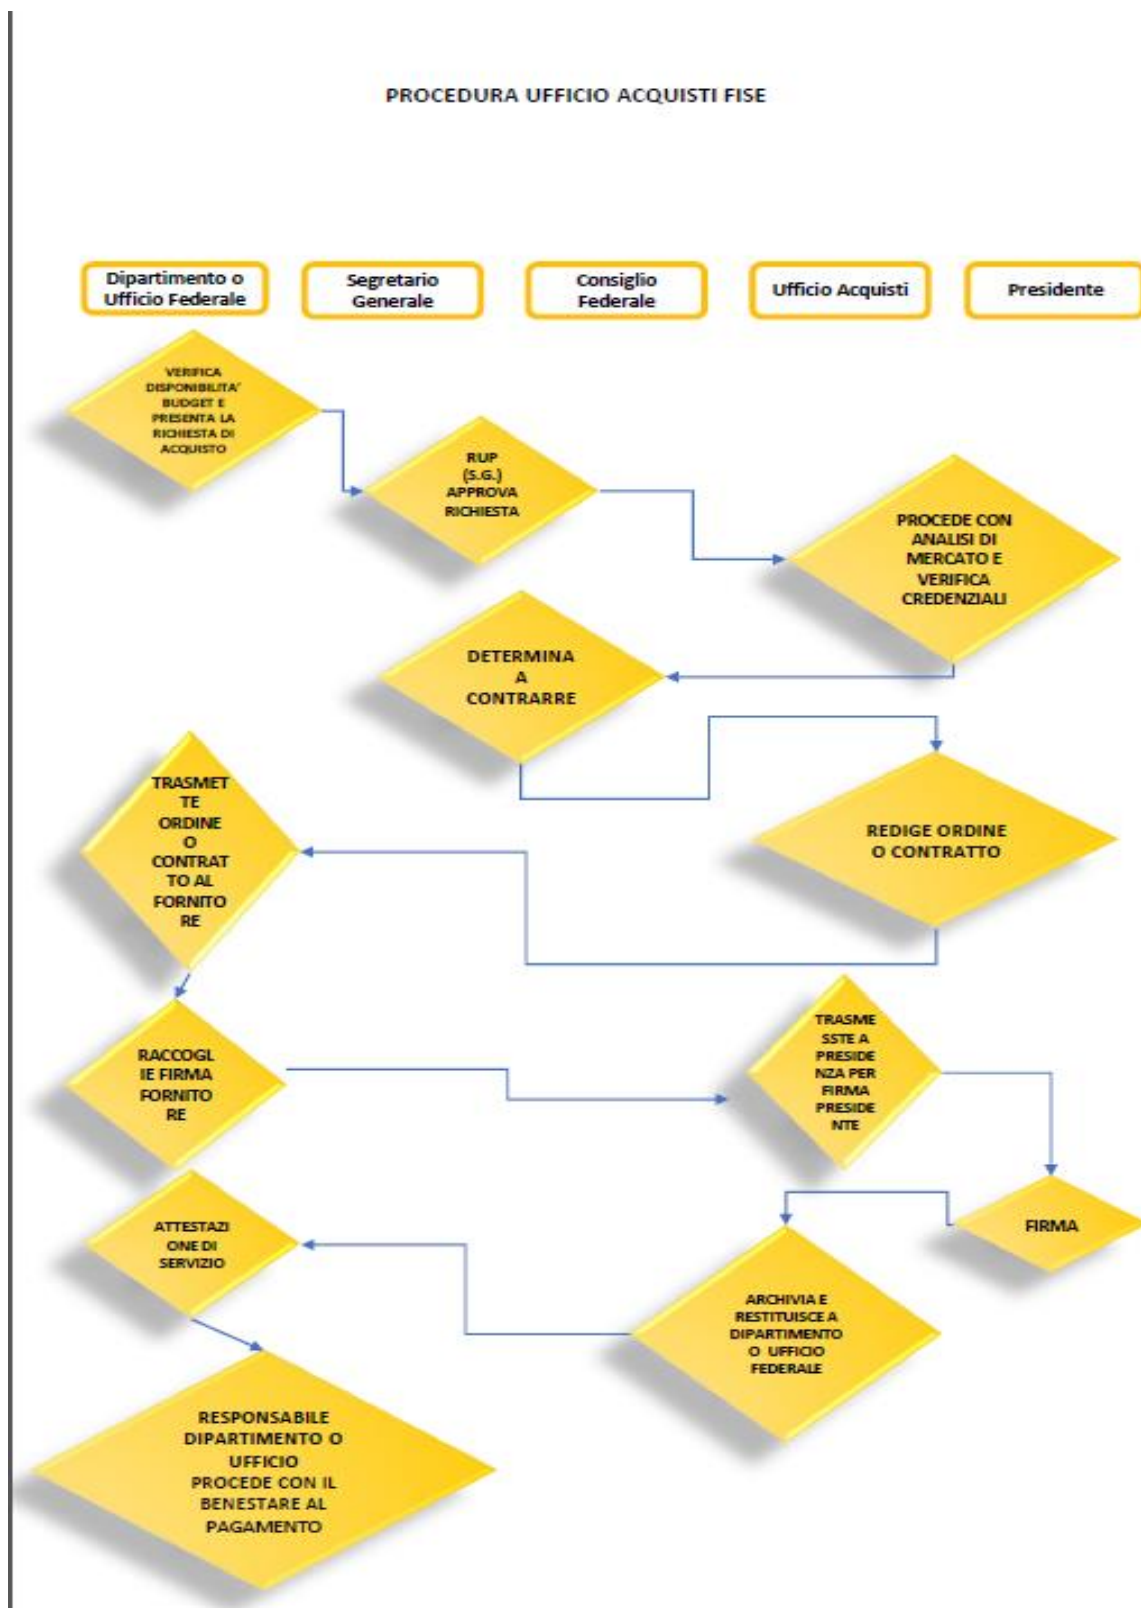 PROCEDURA UFFICIO ACQUISTI FISE
Dipartimento o
Ufficio Federale
Segretario
Generale
Consiglio
Federale
Ufficio Acquisti
Presidente
VERIFICA
DISPONIBILITA'
BUDGET E
PRESENTA LA
RICHIESTA DI
ACQUISTO
RUP
(S.G.)
APPROVA
RICHIESTA
PROCEDE CON
ANALISI DI
MERCATO E
VERIFICA
CREDENZIALI
DETERMINA
A
CONTRARRE
REDIGE ORDINE
O CONTRATTO
TRASMET
TE
ORDINE
O
CONTRAT
TO AL
FORNITO
RE
RACCOGL
IE FIRMA
FORNITO
RE
TRASME
SSTE A
PRESIDE
NZA PER
FIRMA
PRESIDE
NTE
FIRMA
ARCHIVIA E
RESTITUISCE A
DIPARTIMENTO
O UFFICIO
FEDERALE
ATTESTAZI
ONE DI
SERVIZIO
RESPONSABILE
DIPARTIMENTO O
UFFICIO
PROCEDE CON IL
BENESTARE AL
PAGAMENTO